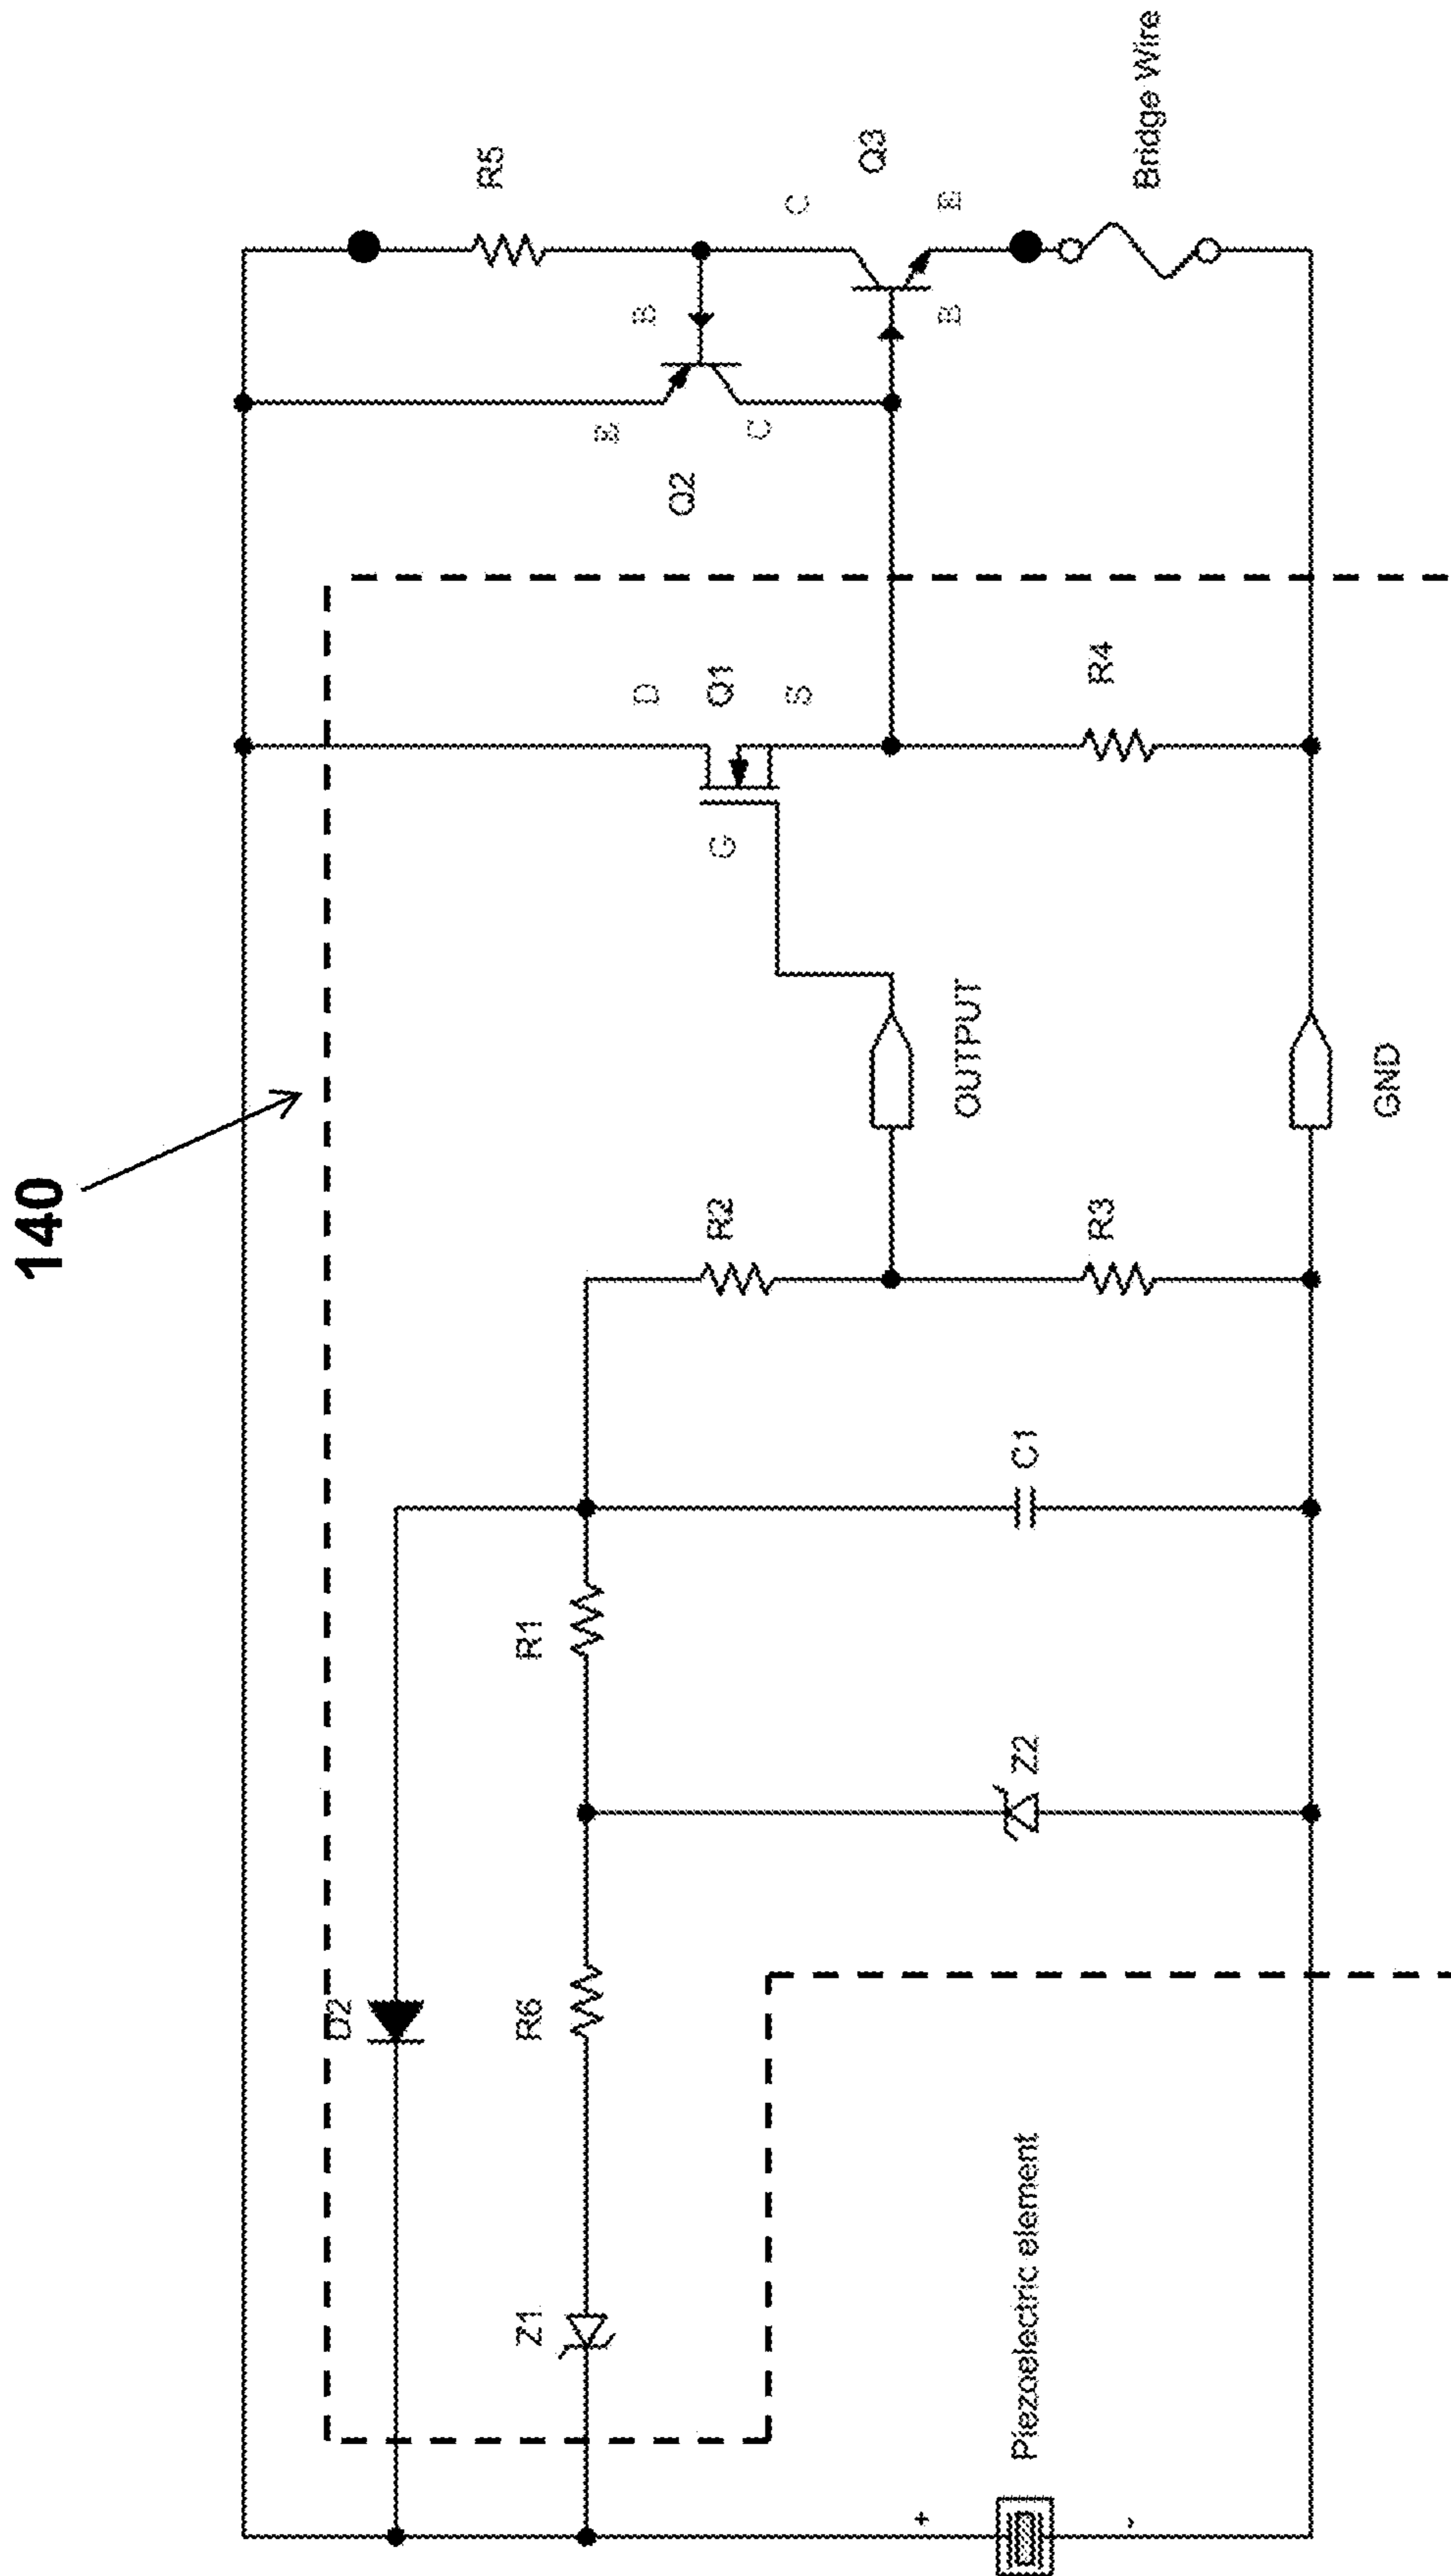 140
D2
Z1
R6
R1
R2
D
Q1
S
G
E
Q2
C
B
R5
C
Q3
B
E
Bridge Wire
OUTPUT
R3
R4
C1
Z2
GND
+
-
Piezoelectric element